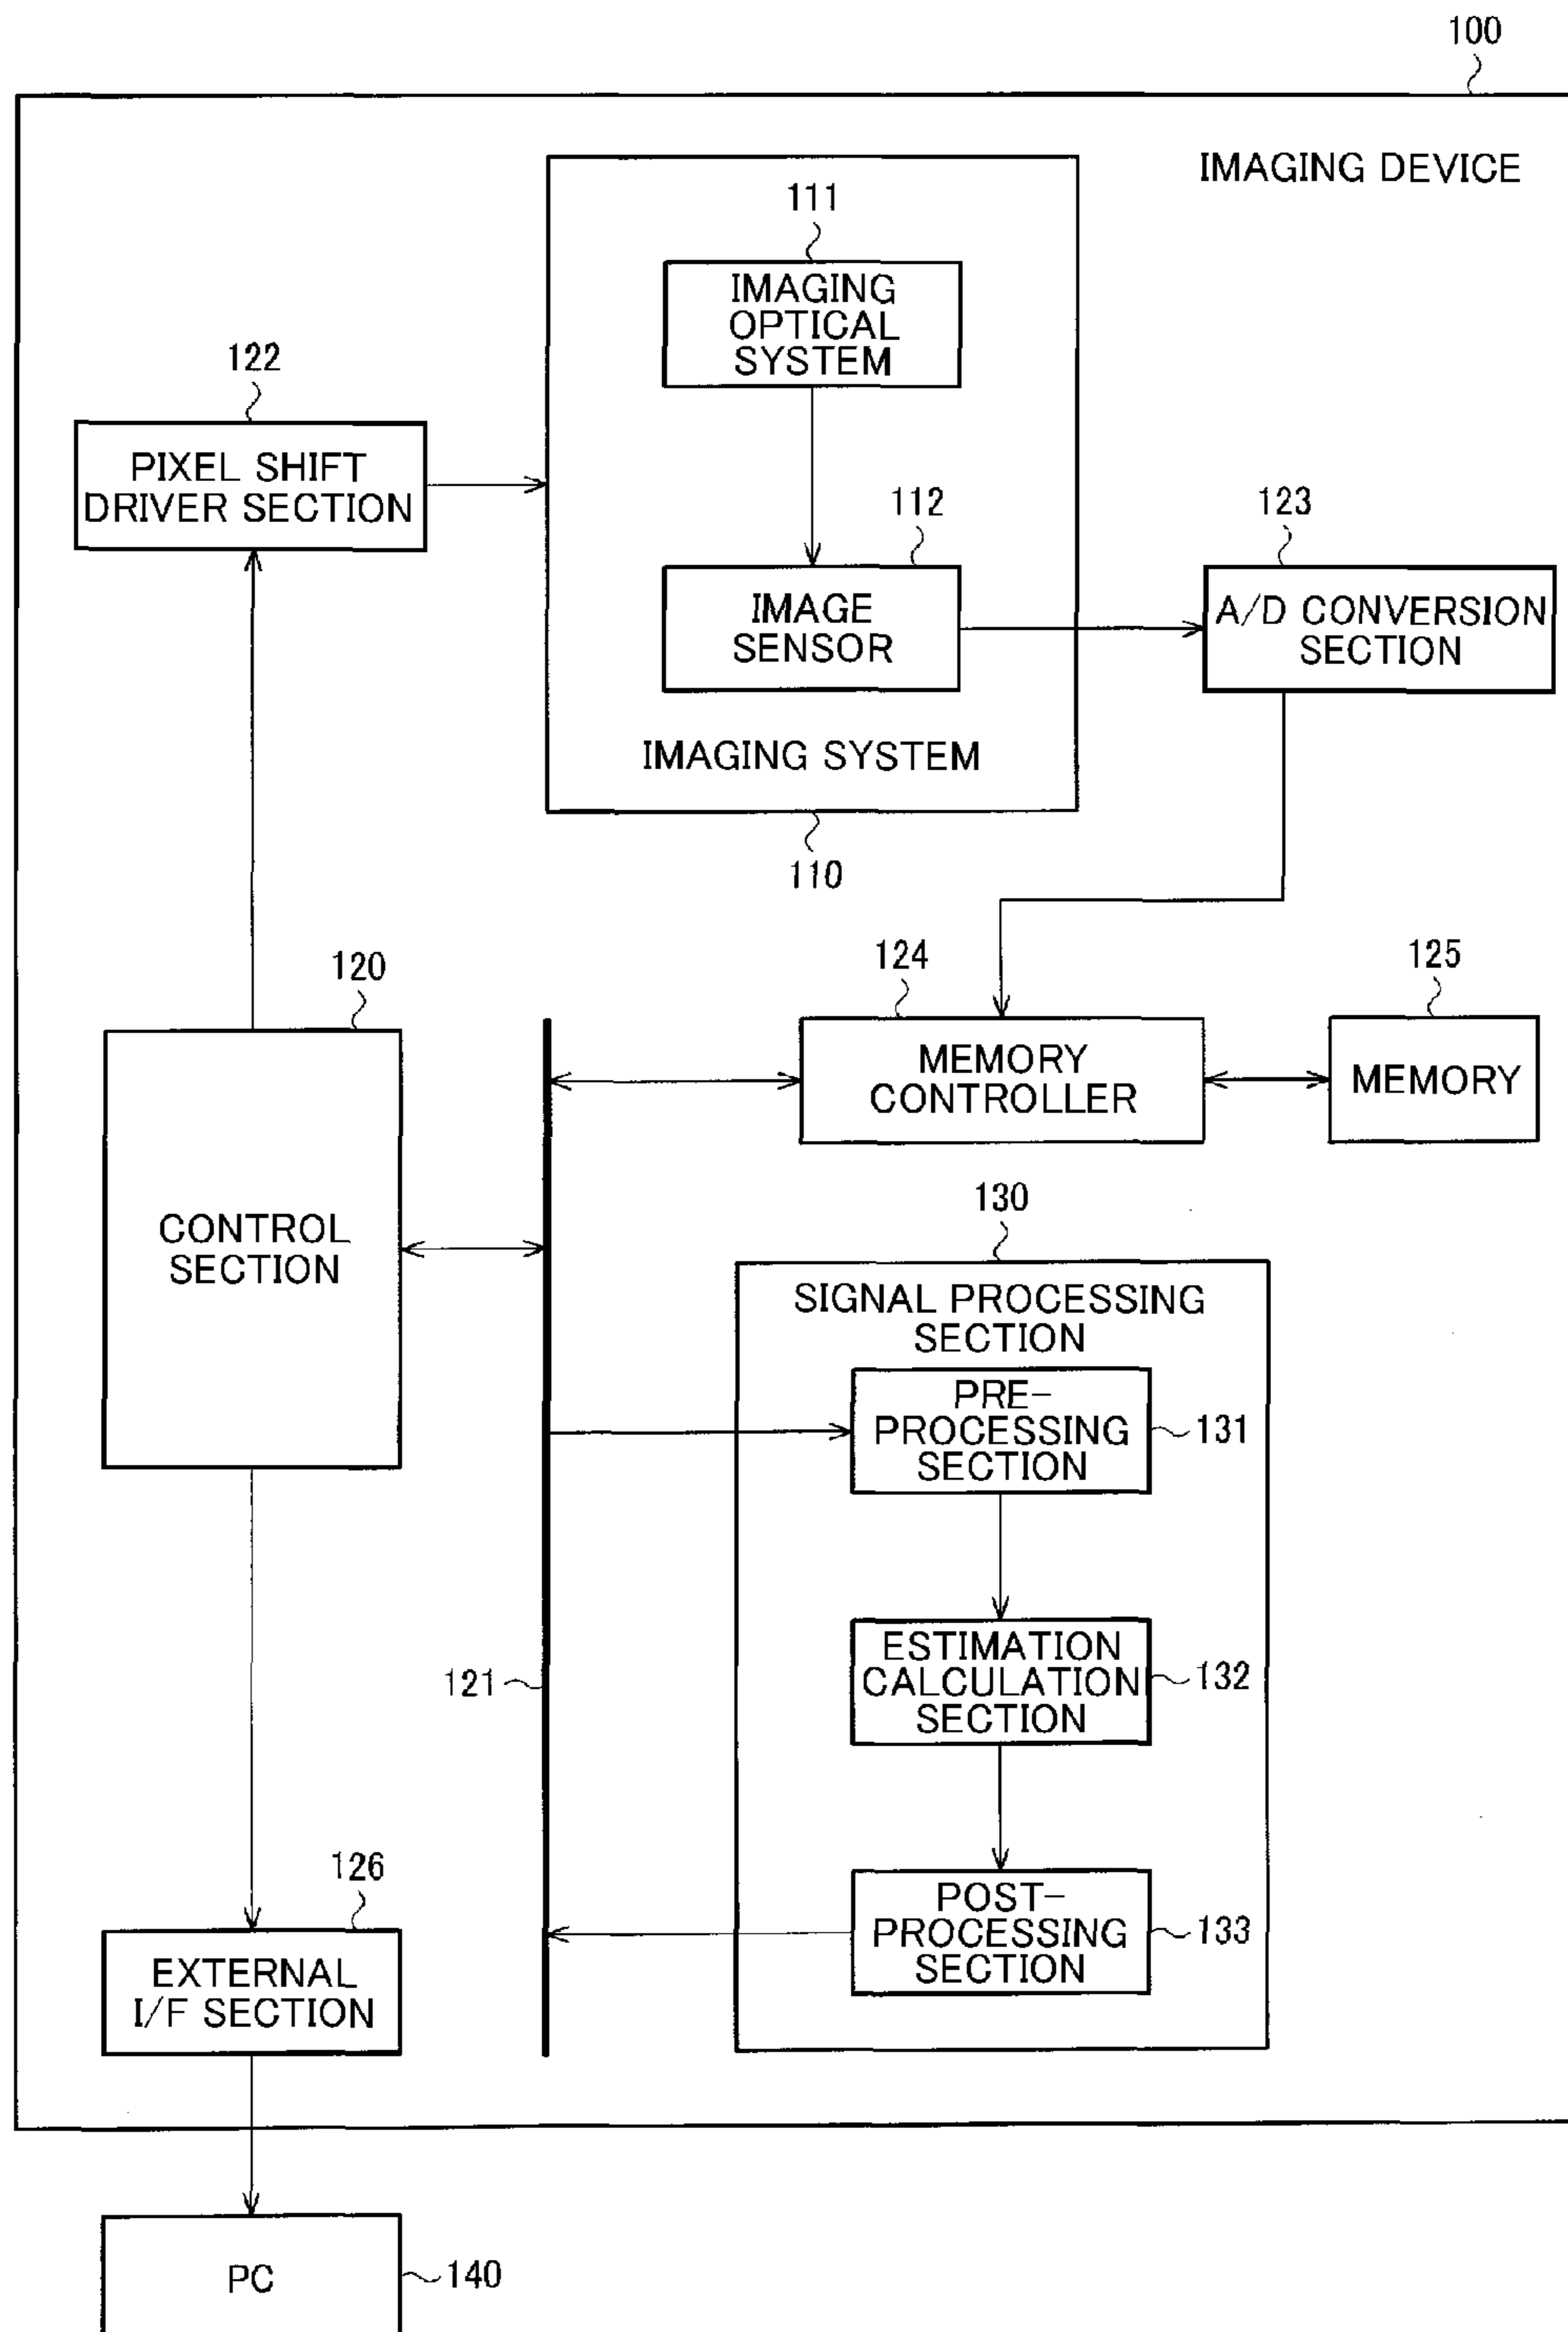 100
IMAGING DEVICE
111
IMAGING
OPTICAL
SYSTEM
122
PIXEL SHIFT
DRIVER SECTION
112
IMAGE
SENSOR
123
A/D CONVERSION
SECTION
IMAGING SYSTEM
110
120
CONTROL
SECTION
124
MEMORY
CONTROLLER
125
MEMORY
130
SIGNAL PROCESSING
SECTION
PRE-
PROCESSING
SECTION
131
121
ESTIMATION
CALCULATION
SECTION
132
126
EXTERNAL
I/F SECTION
POST-
PROCESSING
SECTION
133
PC
140